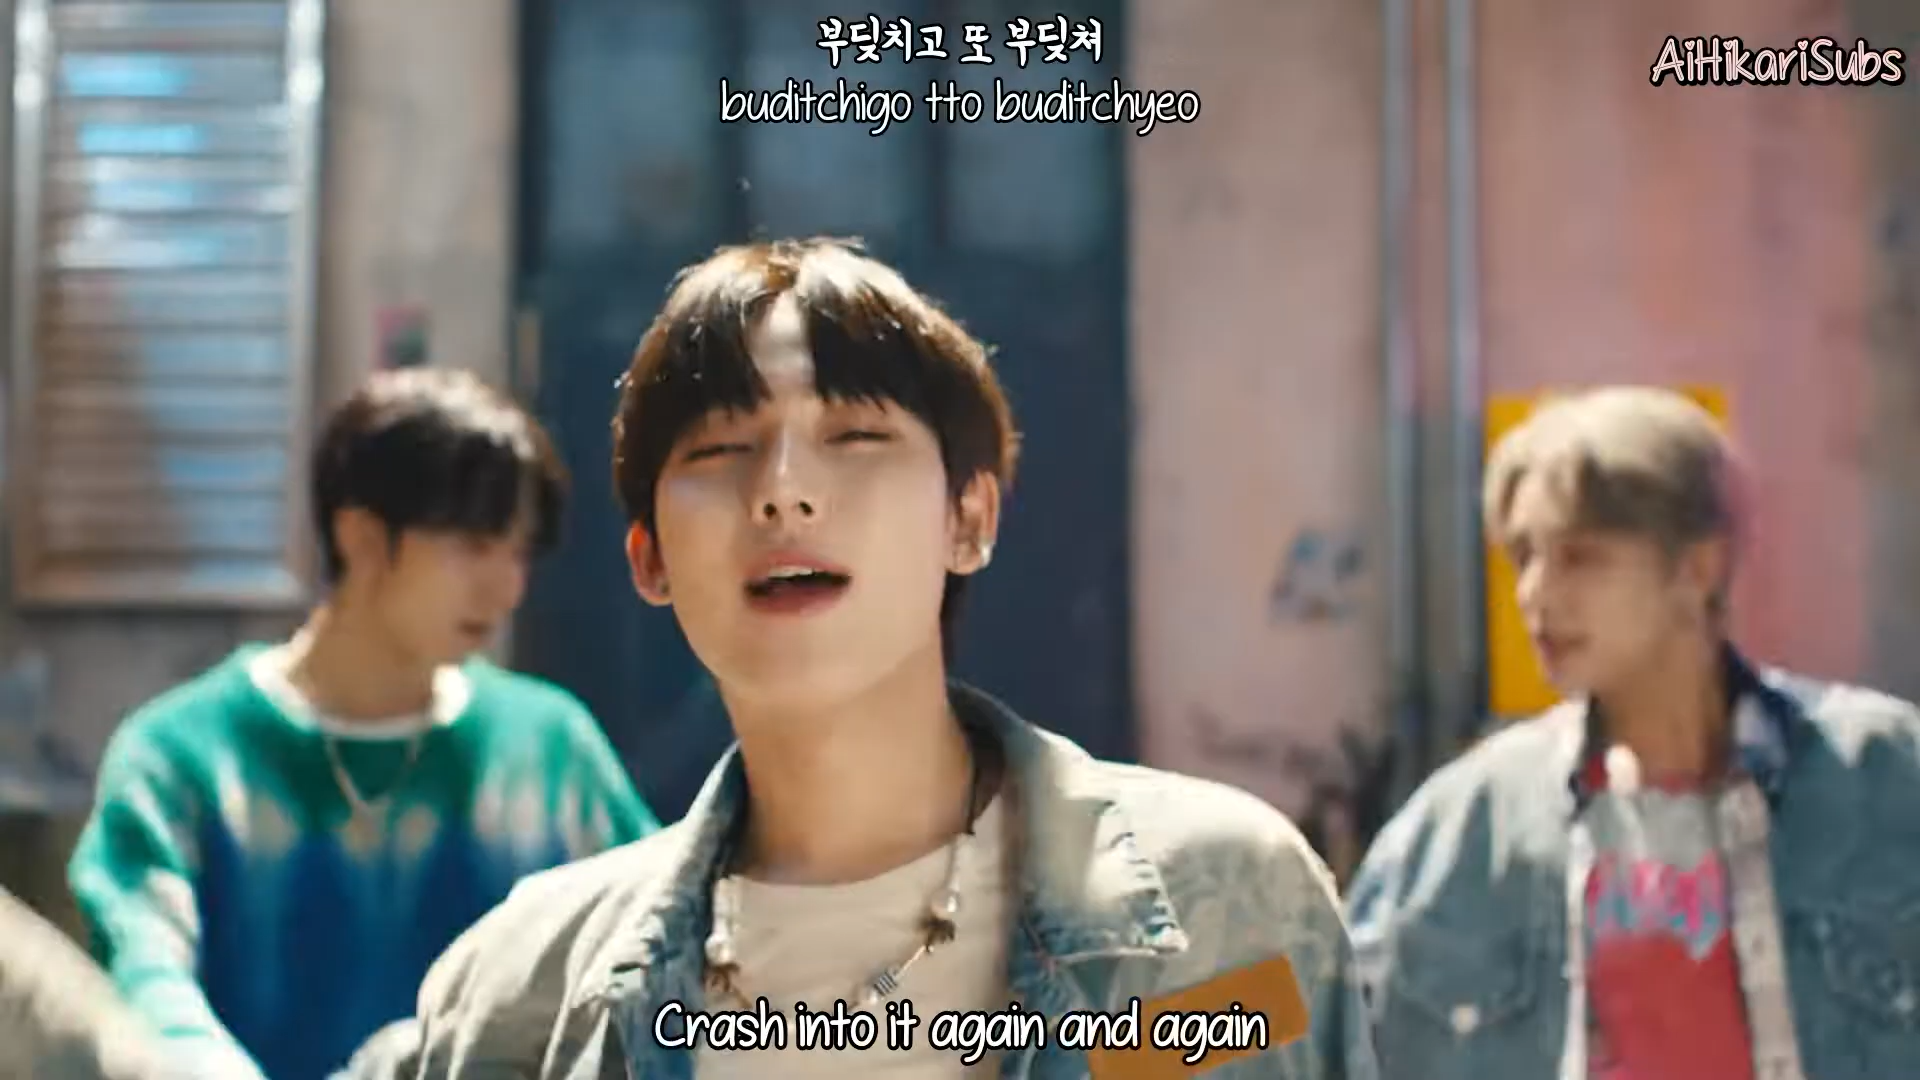 부딪치고 또 부딪쳐
buditchigo tto buditchyeo
AiHikariSubs
Crash into it again and again